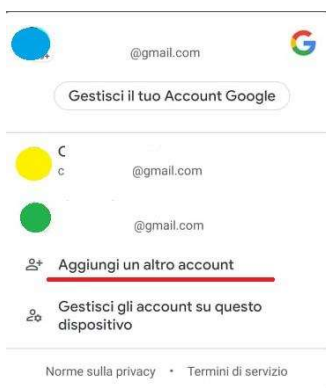 @gmail.com
Gestisci il tuo Account Google
C
c @gmail.com
@gmail.com
Aggiungi un altro account
Gestisci gli account su questo
dispositivo
Norme sulla privacy • Termini di servizio